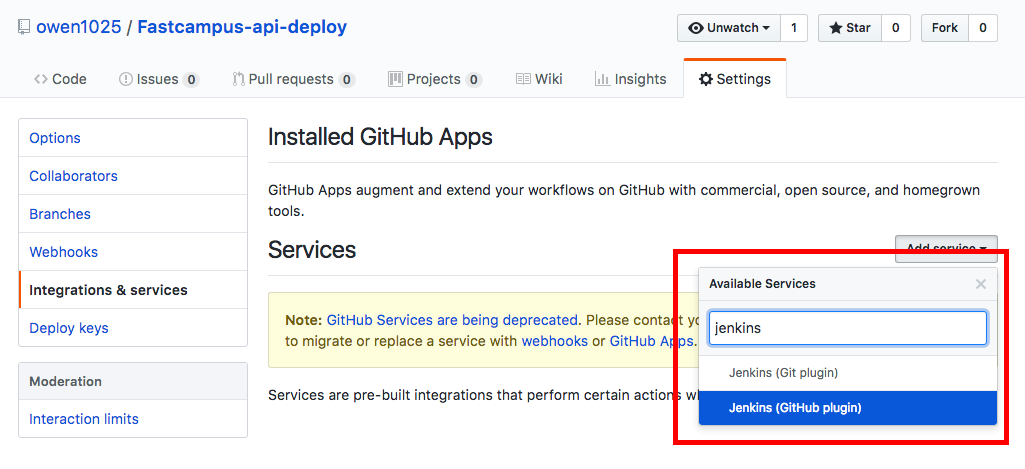 owen1025 / Fastcampus-api-deploy
Unwatch 1 Star 0 Fork 0
Code Issues 0 Pull requests 0 Projects 0 Wiki Insights Settings
Options
Collaborators
Branches
Webhooks
Integrations & services
Deploy keys
Moderation
Interaction limits
Installed GitHub Apps
GitHub Apps augment and extend your workflows on GitHub with commercial, open source, and homegrown
tools.
Services
Add service
Note: GitHub Services are being deprecated. Please contact
to migrate or replace a service with webhooks or GitHub Apps.
Services are pre-built integrations that perform certain actions
Available Services
jenkins
Jenkins (Git plugin)
Jenkins (GitHub plugin)